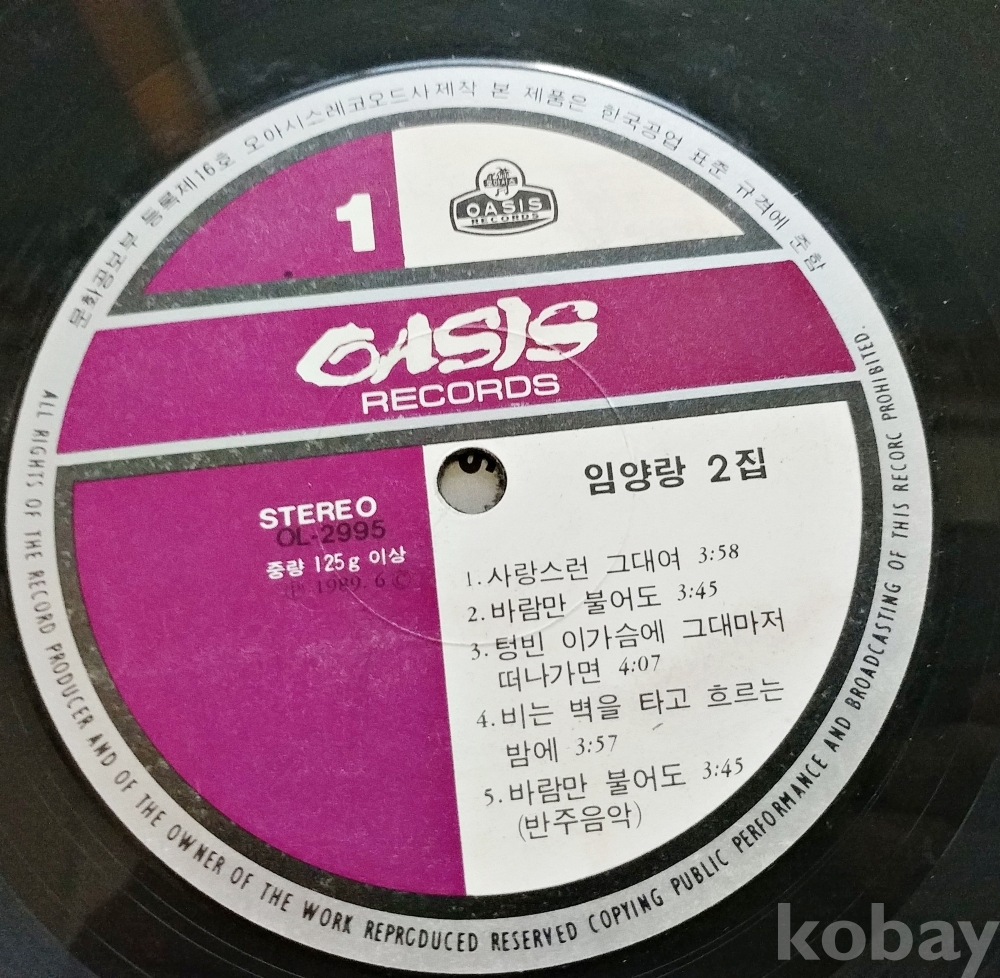 문화공보부 등록제16호 오아시스레코오드사제작 본 제품은 한국공업 표준 규격에 준함
1
오아시스
OASIS
RECORDS
OASIS
RECORDS
임양랑 2집
STEREO
OL-2995
중량 125g 이상
Ⓟ 1989. 6 ©
1. 사랑스런 그대여 3:58
2. 바람만 불어도 3:45
3. 텅빈 이가슴에 그대마저
떠나가면 4:07
4. 비는 벽을 타고 흐르는
밤에 3:57
5. 바람만 불어도 3:45
(반주음악)
ALL RIGHTS OF THE RECORD PRODUCER AND OF THE OWNER OF THE WORK REPRCDUCED RESERVED COPYING PUBLIC PERFORMANCE AND BROADCASTING OF THIS RECORC PROHIBITED.
kobay